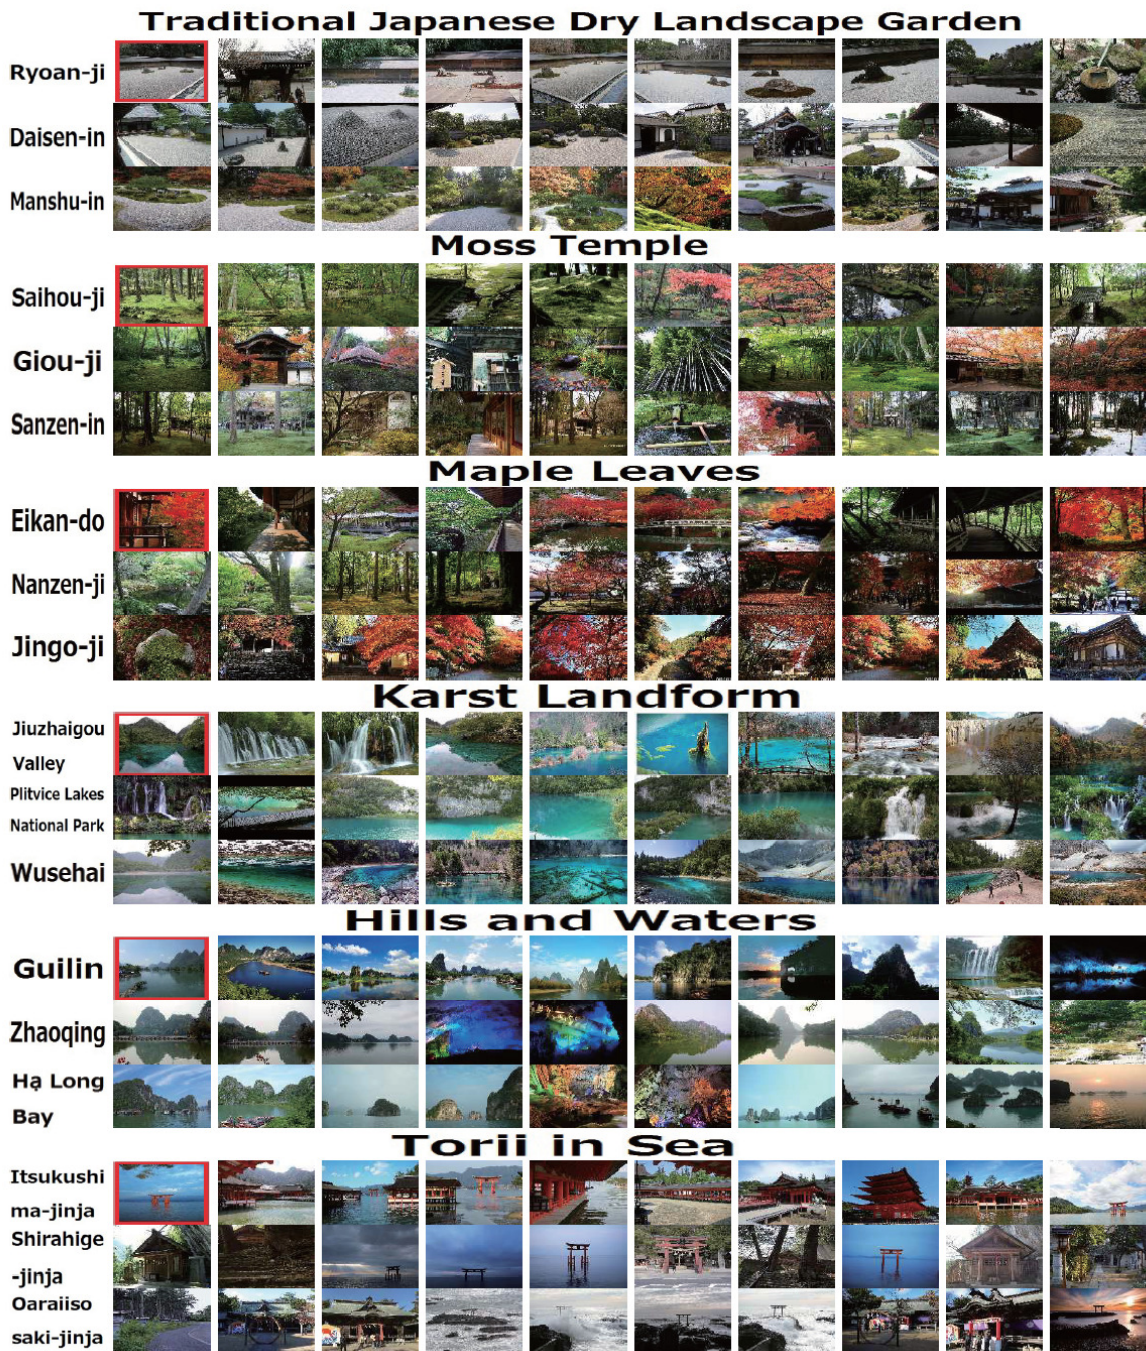 Traditional Japanese Dry Landscape Garden
Ryoan-ji
Daisen-in
Manshu-in
Moss Temple
Saihou-ji
Giou-ji
Sanzen-in
Maple Leaves
Eikan-do
Nanzen-ji
Jingo-ji
Karst Landform
Jiuzhaigou
Valley
Plitvice Lakes
National Park
Wusehai
Hills and Waters
Guilin
Zhaoqing
Hạ Long
Bay
Torii in Sea
Itsukushi
ma-jinja
Shirahige
-jinja
Oaraiiso
saki-jinja